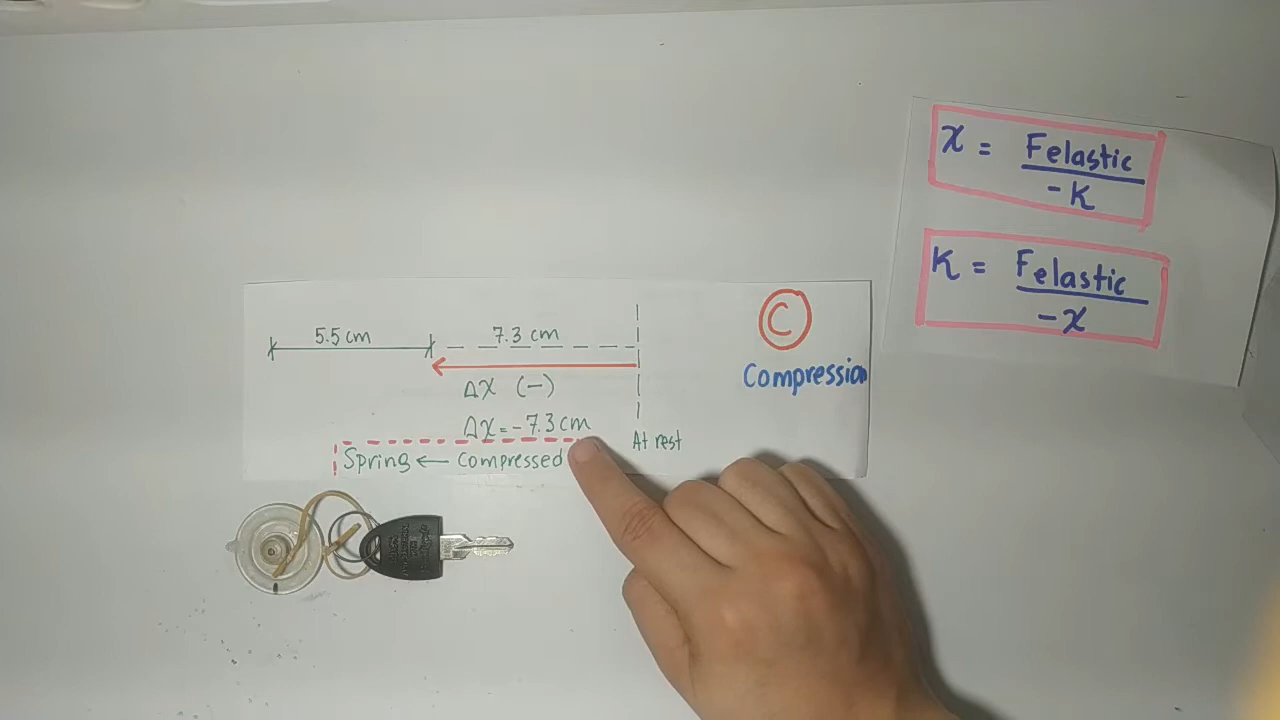 5.5 cm
7.3 cm
Δx (-)
Δx = - 7.3 cm
At rest
Spring ← Compressed
C
Compression
x = Felastic / -K
K = Felastic / -x